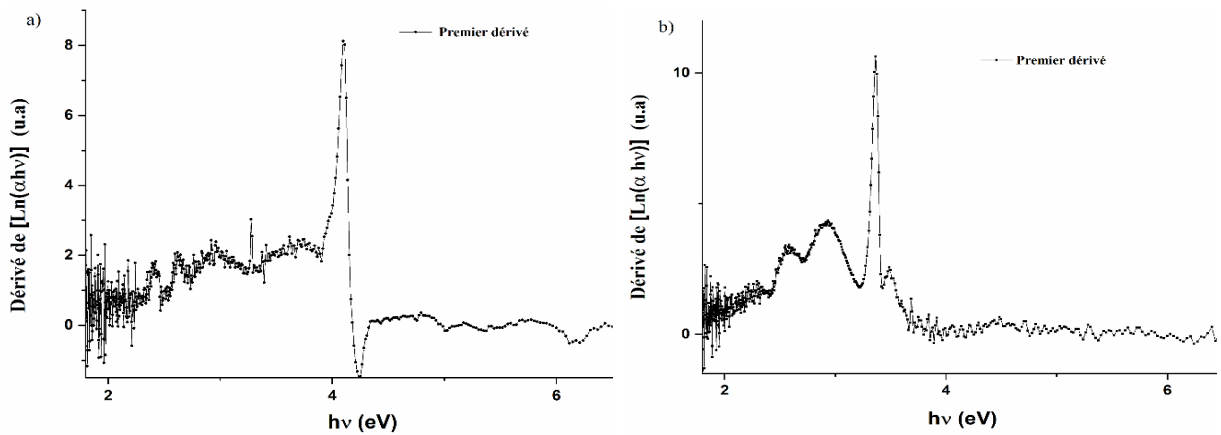 a)
Premier dérivé
Dérivé de [Ln(αhν)] (u.a)
8
6
4
2
0
2
4
6
hν (eV)
b)
Premier dérivé
Dérivé de [Ln(α hν)] (u.a)
10
0
2
4
6
hν (eV)